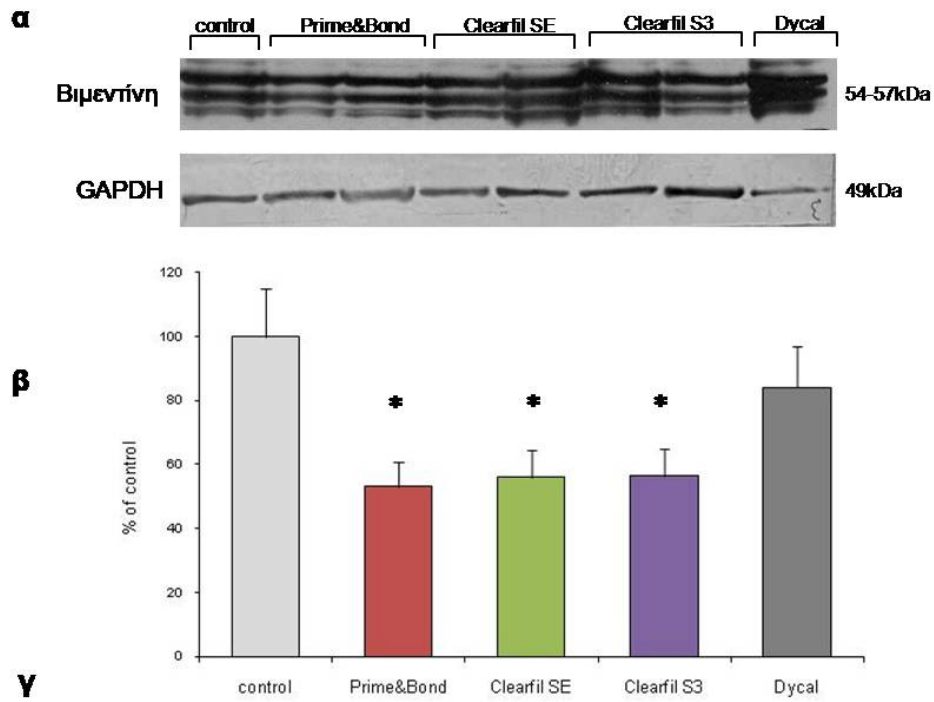 α
control Prime&Bond Clearfil SE Clearfil S3 Dycal
Βιμεντίνη 54-57kDa
GAPDH 49kDa
120
100
80
60
40
20
0
% of control
* * *
β
control Prime&Bond Clearfil SE Clearfil S3 Dycal
γ